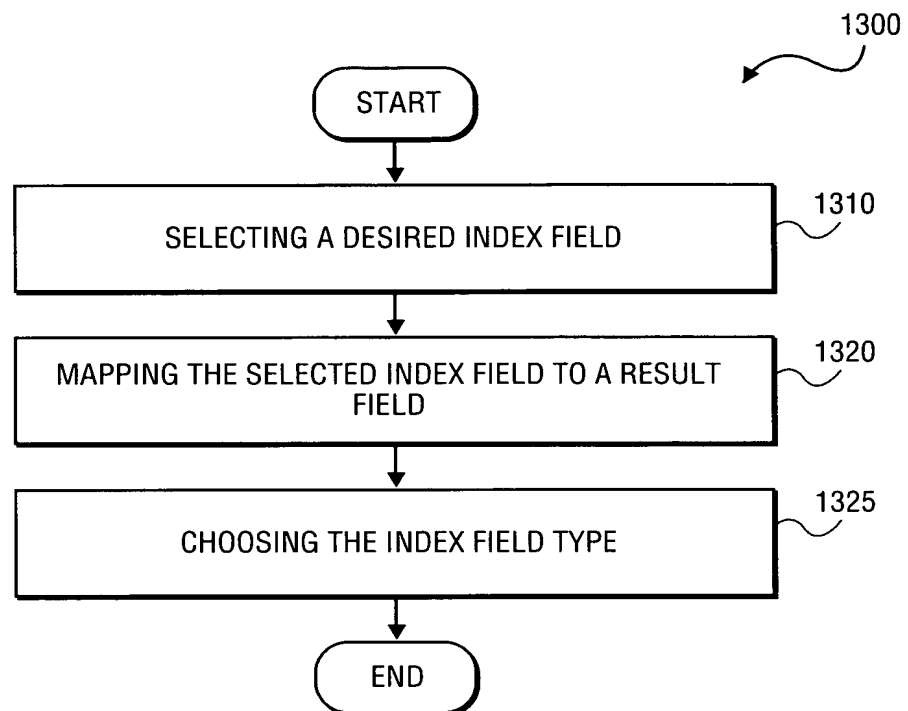 1300
START
1310
SELECTING A DESIRED INDEX FIELD
1320
MAPPING THE SELECTED INDEX FIELD TO A RESULT
FIELD
1325
CHOOSING THE INDEX FIELD TYPE
END